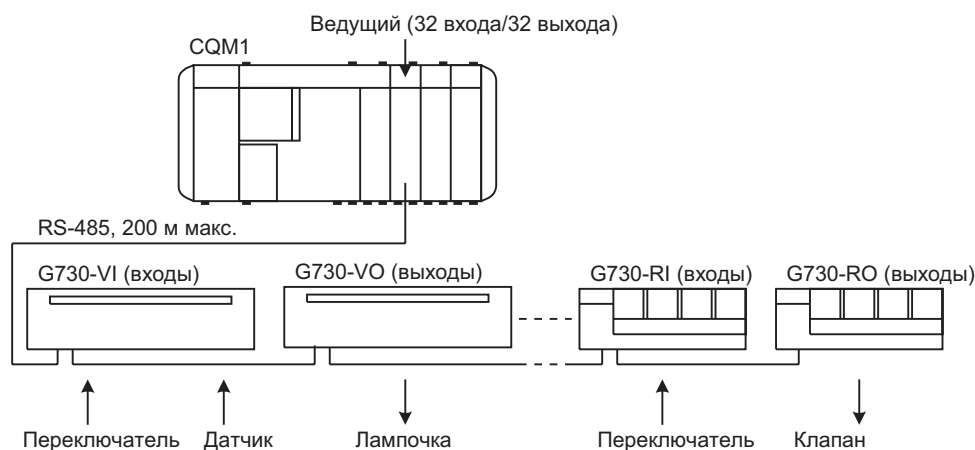 Ведущий (32 входа/32 выхода)
CQM1
RS-485, 200 м макс.
G730-VI (входы)
G730-VO (выходы)
G730-RI (входы)
G730-RO (выходы)
Переключатель
Датчик
Лампочка
Переключатель
Клапан